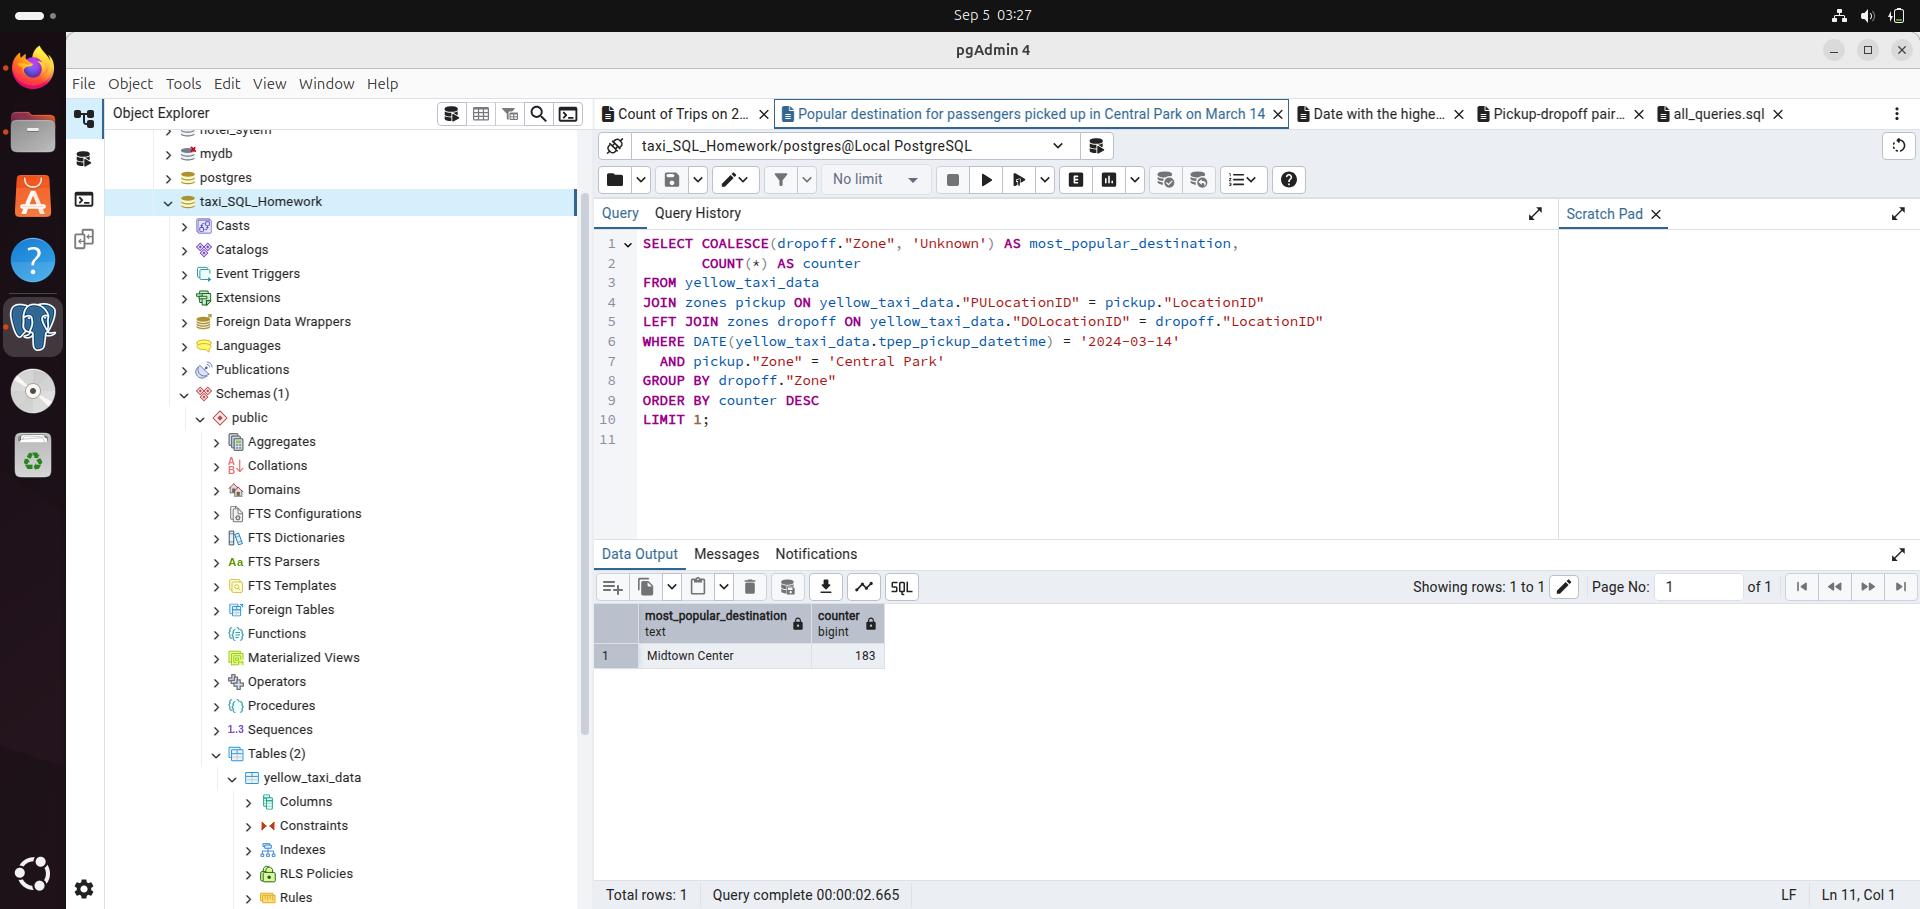 Sep 5 03:27
pgAdmin 4
File Object Tools Edit View Window Help
Object Explorer
hotel_sytem
mydb
postgres
taxi_SQL_Homework
Casts
Catalogs
Event Triggers
Extensions
Foreign Data Wrappers
Languages
Publications
Schemas (1)
public
Aggregates
Collations
Domains
FTS Configurations
FTS Dictionaries
Aa FTS Parsers
FTS Templates
Foreign Tables
Functions
Materialized Views
Operators
Procedures
1..3 Sequences
Tables (2)
yellow_taxi_data
Columns
Constraints
Indexes
RLS Policies
Rules
Count of Trips on 2... Popular destination for passengers picked up in Central Park on March 14 Date with the highe... Pickup-dropoff pair... all_queries.sql
taxi_SQL_Homework/postgres@Local PostgreSQL
No limit E
Query Query History
Scratch Pad
1 SELECT COALESCE(dropoff."Zone", 'Unknown') AS most_popular_destination,
2 COUNT(*) AS counter
3 FROM yellow_taxi_data
4 JOIN zones pickup ON yellow_taxi_data."PULocationID" = pickup."LocationID"
5 LEFT JOIN zones dropoff ON yellow_taxi_data."DOLocationID" = dropoff."LocationID"
6 WHERE DATE(yellow_taxi_data.tpep_pickup_datetime) = '2024-03-14'
7 AND pickup."Zone" = 'Central Park'
8 GROUP BY dropoff."Zone"
9 ORDER BY counter DESC
10 LIMIT 1;
11
Data Output Messages Notifications
SQL Showing rows: 1 to 1 Page No: 1 of 1
most_popular_destination counter
text bigint
1 Midtown Center 183
Total rows: 1 Query complete 00:00:02.665 LF Ln 11, Col 1